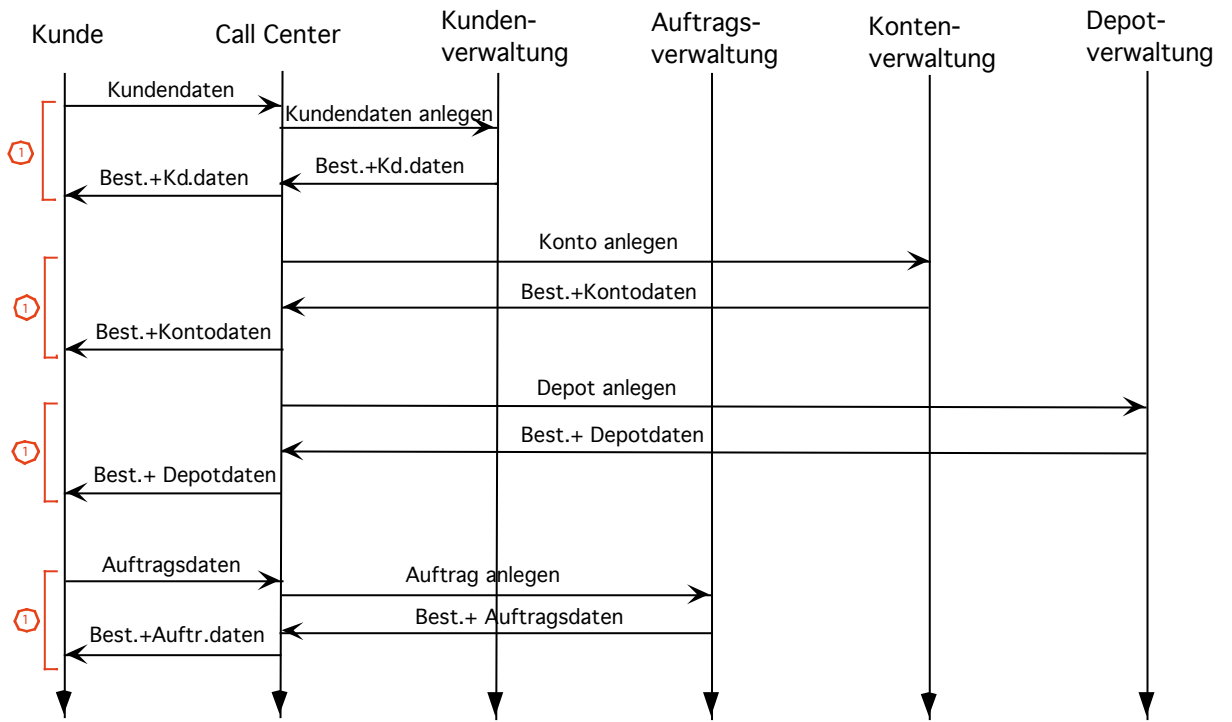 Kunde
Call Center
Kunden-
verwaltung
Auftrags-
verwaltung
Konten-
verwaltung
Depot-
verwaltung
Kundendaten
Kundendaten anlegen
1
Best.+Kd.daten
Best.+Kd.daten
Konto anlegen
Best.+Kontodaten
1
Best.+Kontodaten
Depot anlegen
Best.+ Depotdaten
1
Best.+ Depotdaten
Auftragsdaten
Auftrag anlegen
Best.+ Auftragsdaten
1
Best.+Auftr.daten